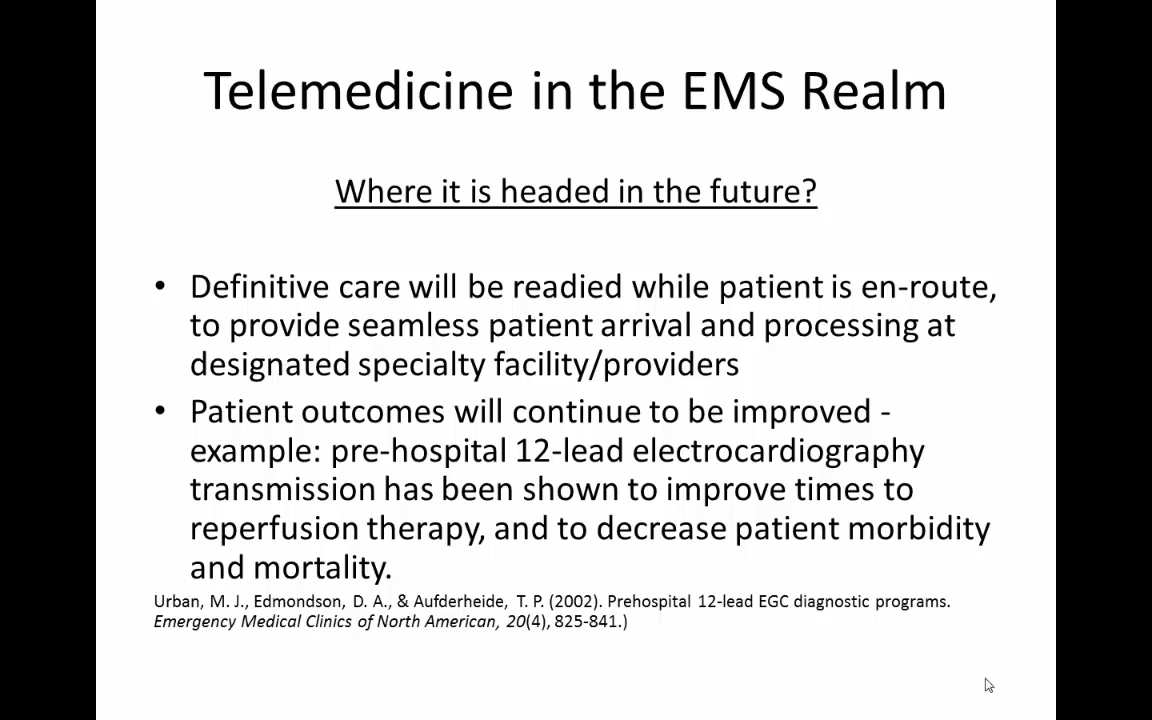 Telemedicine in the EMS Realm
Where it is headed in the future?
• Definitive care will be readied while patient is en-route,
to provide seamless patient arrival and processing at
designated specialty facility/providers
• Patient outcomes will continue to be improved -
example: pre-hospital 12-lead electrocardiography
transmission has been shown to improve times to
reperfusion therapy, and to decrease patient morbidity
and mortality.
Urban, M. J., Edmondson, D. A., & Aufderheide, T. P. (2002). Prehospital 12-lead EGC diagnostic programs.
Emergency Medical Clinics of North American, 20(4), 825-841.)